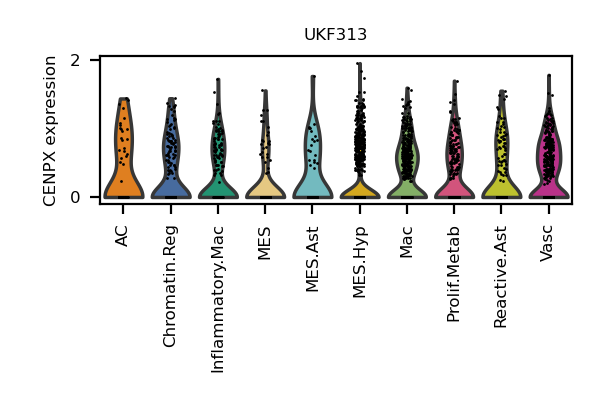 UKF313
CENPX expression
2
0
AC
Chromatin.Reg
Inflammatory.Mac
MES
MES.Ast
MES.Hyp
Mac
Prolif.Metab
Reactive.Ast
Vasc